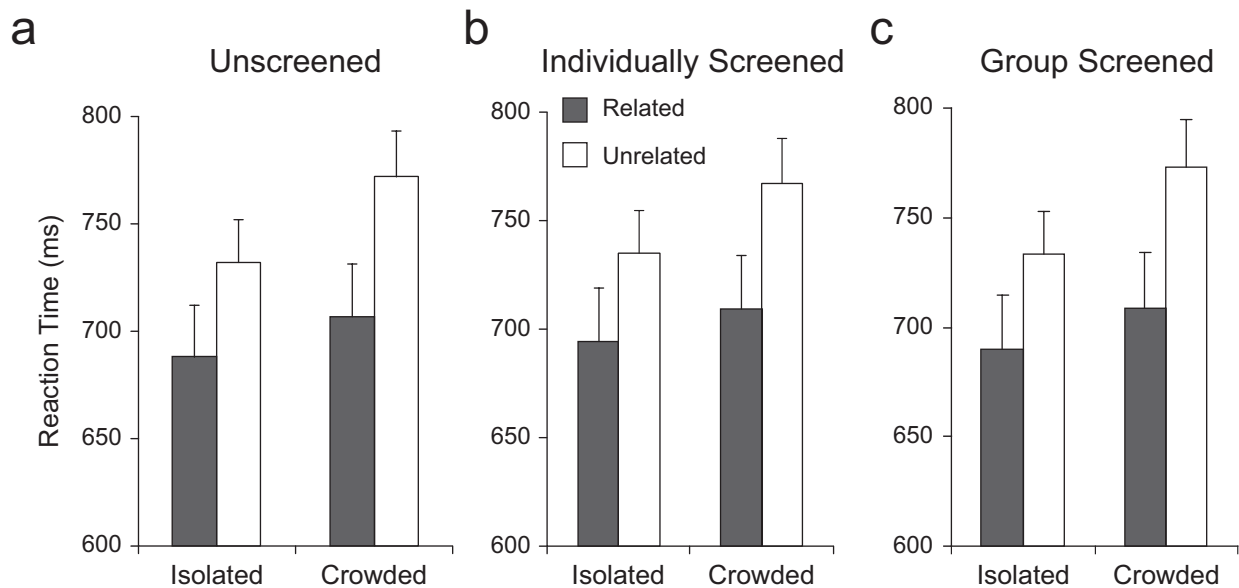 a
Unscreened
800
750
700
650
600
Reaction Time (ms)
Isolated
Crowded
b
Individually Screened
Related
Unrelated
800
750
700
650
600
Isolated
Crowded
c
Group Screened
800
750
700
650
600
Isolated
Crowded